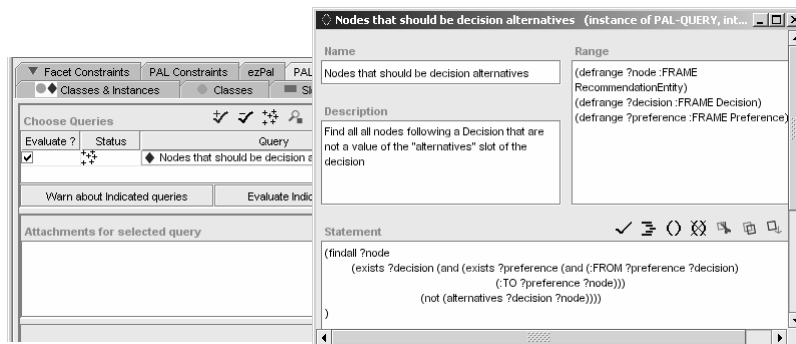 Nodes that should be decision alternatives (instance of PAL-QUERY, int...
Name
Nodes that should be decision alternatives
Description
Find all all nodes following a Decision that are
not a value of the "alternatives" slot of the
decision
Range
(defrange ?node :FRAME
RecommendationEntity)
(defrange ?decision :FRAME Decision)
(defrange ?preference :FRAME Preference)
Statement
(findall ?node
(exists ?decision (and (exists ?preference (and (:FROM ?preference ?decision)
(:TO ?preference ?node)))
(not (alternatives ?decision ?node))))
)
Facet Constraints PAL Constraints ezPal PAL
Classes & Instances Classes Sl
Choose Queries
Evaluate ? Status Query
Nodes that should be decision a
Warn about Indicated queries Evaluate Indic
Attachments for selected query